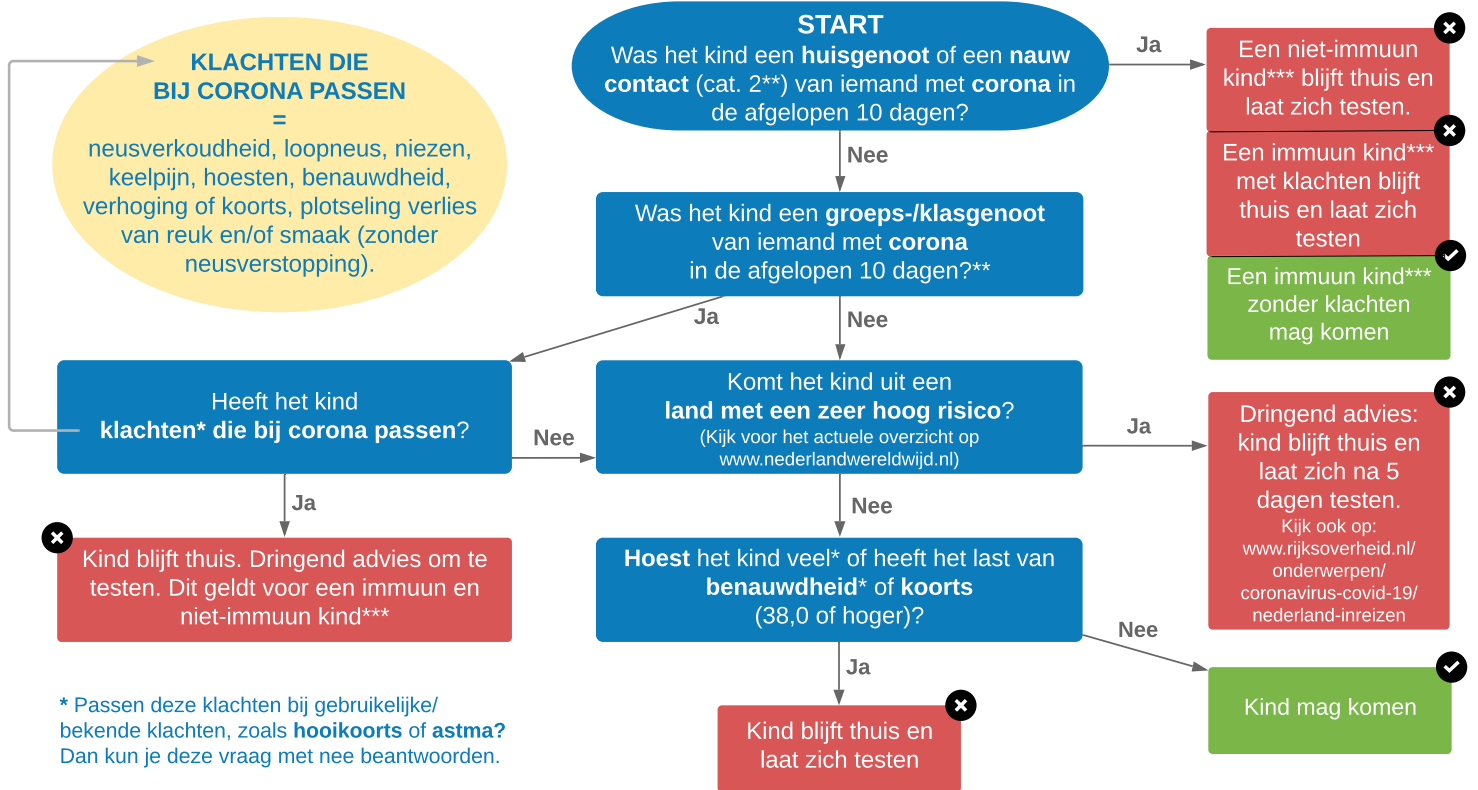 KLACHTEN DIE
BIJ CORONA PASSEN
=
neusverkoudheid, loopneus, niezen,
keelpijn, hoesten, benauwdheid,
verhoging of koorts, plotseling verlies
van reuk en/of smaak (zonder
neusverstopping).
START
Was het kind een huisgenoot of een nauw
contact (cat. 2**) van iemand met corona in
de afgelopen 10 dagen?
Ja
Een niet-immuun
kind*** blijft thuis en
laat zich testen.
Een immuun kind***
met klachten blijft
thuis en laat zich
testen
Een immuun kind***
zonder klachten
mag komen
Nee
Was het kind een groeps-/klasgenoot
van iemand met corona
in de afgelopen 10 dagen?**
Ja
Nee
Heeft het kind
klachten* die bij corona passen?
Nee
Komt het kind uit een
land met een zeer hoog risico?
(Kijk voor het actuele overzicht op
www.nederlandwereldwijd.nl)
Ja
Dringend advies:
kind blijft thuis en
laat zich na 5
dagen testen.
Kijk ook op:
www.rijksoverheid.nl/
onderwerpen/
coronavirus-covid-19/
nederland-inreizen
Ja
Kind blijft thuis. Dringend advies om te
testen. Dit geldt voor een immuun en
niet-immuun kind***
Nee
Hoest het kind veel* of heeft het last van
benauwdheid* of koorts
(38,0 of hoger)?
Nee
Kind mag komen
Ja
Kind blijft thuis en
laat zich testen
* Passen deze klachten bij gebruikelijke/
bekende klachten, zoals hooikoorts of astma?
Dan kun je deze vraag met nee beantwoorden.